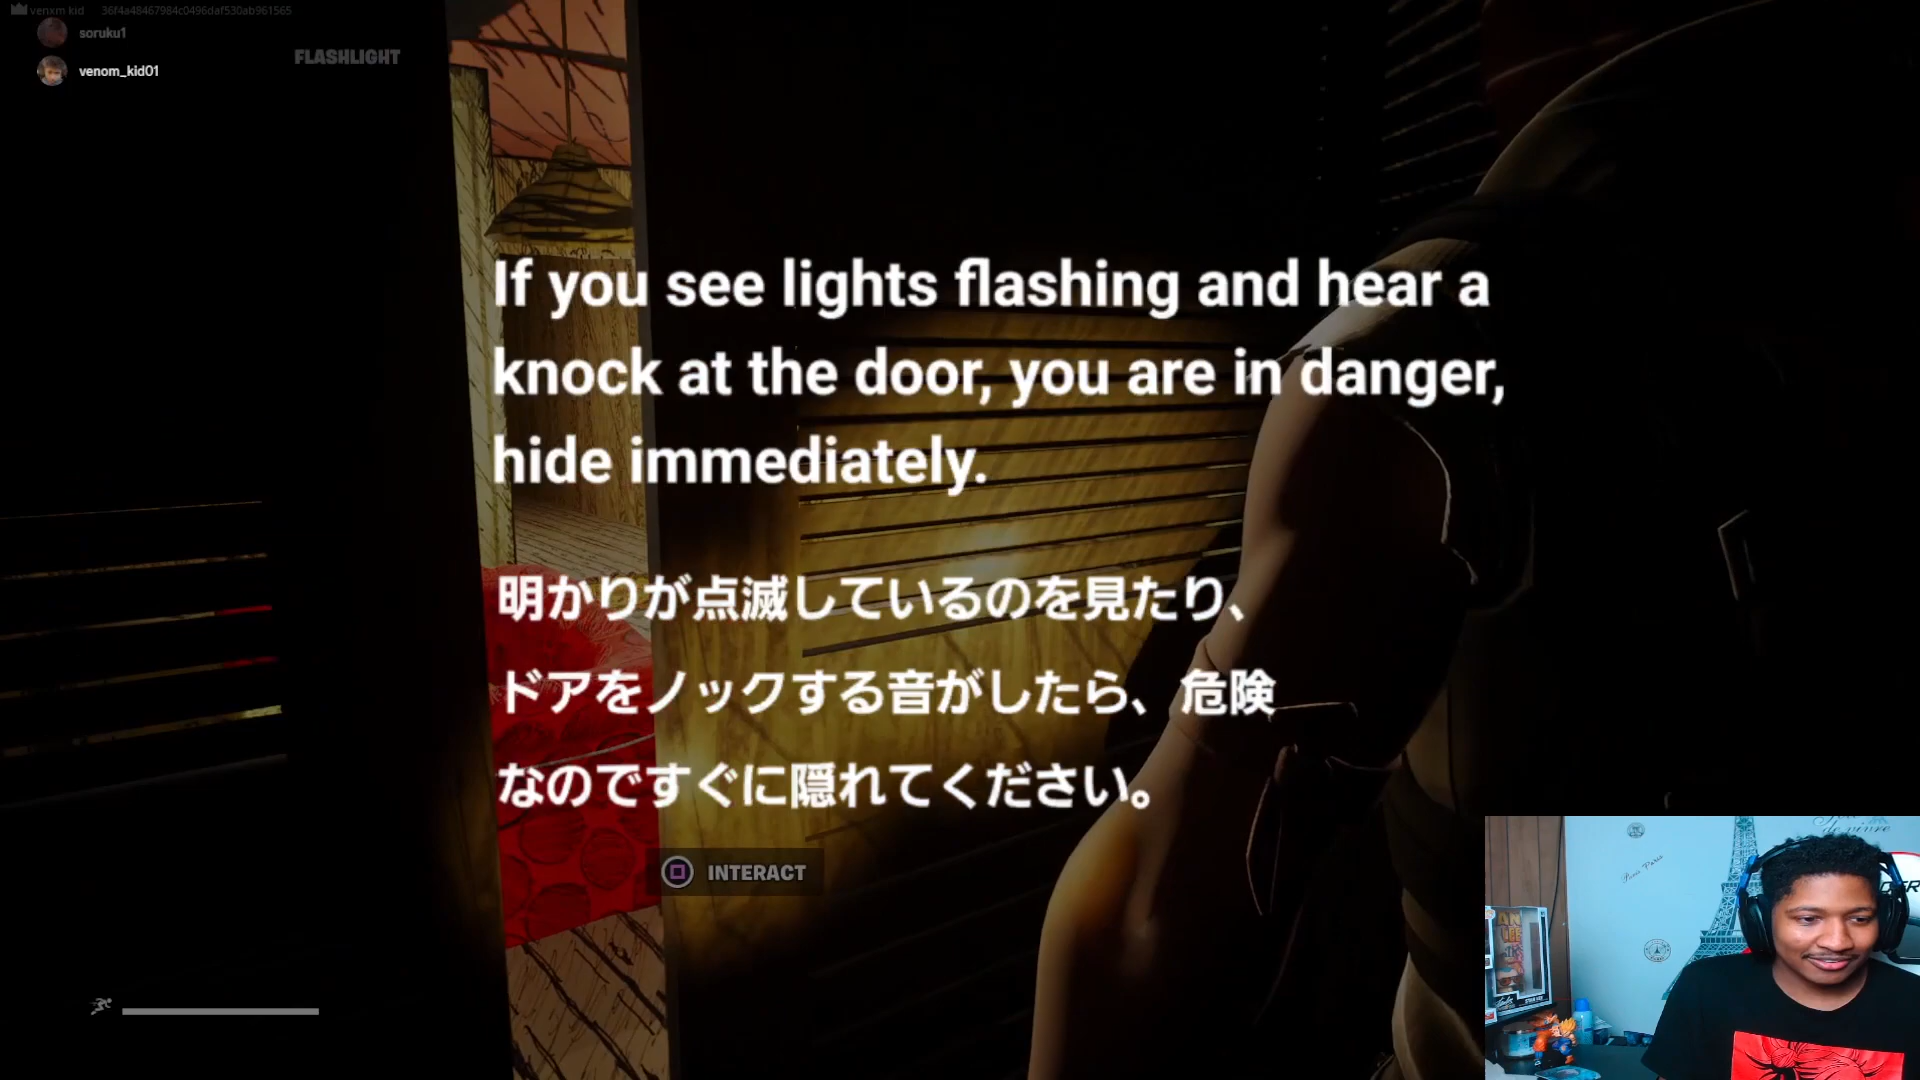 venxm kid 36f4a48467984c0496daf530ab961565
soruku1
FLASHLIGHT
venom_kid01
If you see lights flashing and hear a
knock at the door, you are in danger,
hide immediately.
明かりが点滅しているのを見たり、
ドアをノックする音がしたら、危険
なのですぐに隠れてください。
INTERACT